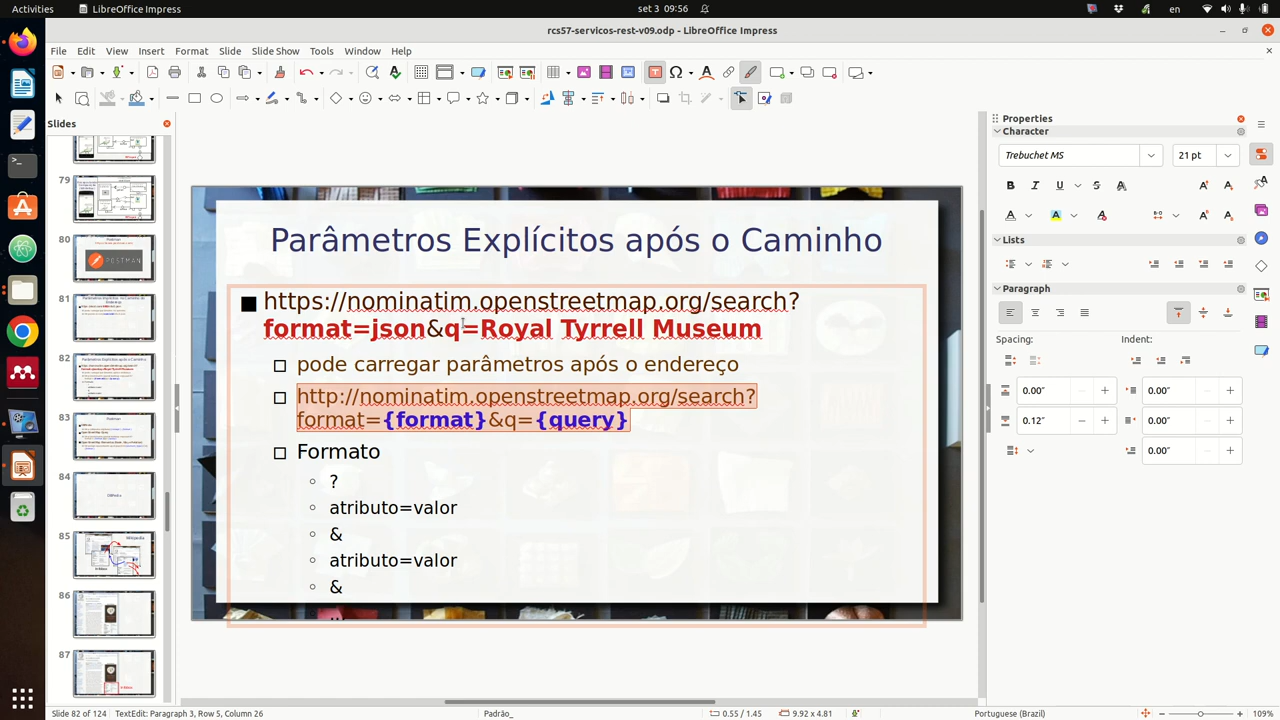 Activities
LibreOffice Impress
set 3 09:56
en
rcs57-servicos-rest-v09.odp - LibreOffice Impress
File Edit View Insert Format Slide Slide Show Tools Window Help
Slides
79
80
POSTMAN
81
82
83
84
85
86
87
Parâmetros Explícitos após o Caminho
https://nominatim.openstreetmap.org/search?
format=json&q=Royal Tyrrell Museum
pode carregar parâmetros após o endereço
http://nominatim.openstreetmap.org/search?
format={format}&q={query}
Formato
?
atributo=valor
&
atributo=valor
&
Properties
Character
Trebuchet MS
21 pt
Lists
Paragraph
Spacing:
Indent:
0.00"
0.00"
0.12"
0.00"
0.00"
Slide 82 of 124
TextEdit: Paragraph 3, Row 5, Column 26
Padrão_
0.55 / 1.45
9.92 x 4.81
Portuguese (Brazil)
109%